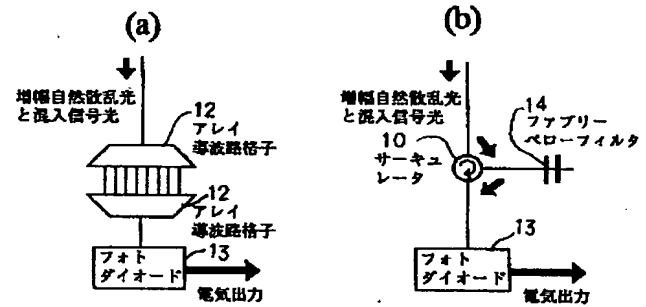 (a)
増幅自然散乱光
と混入信号光
12
アレイ
導波路格子
12
アレイ
導波路格子
フォト
ダイオード
13
電気出力
(b)
増幅自然散乱光
と混入信号光
10
サーキュ
レータ
14
ファブリー
ペローフィルタ
フォト
ダイオード
13
電気出力